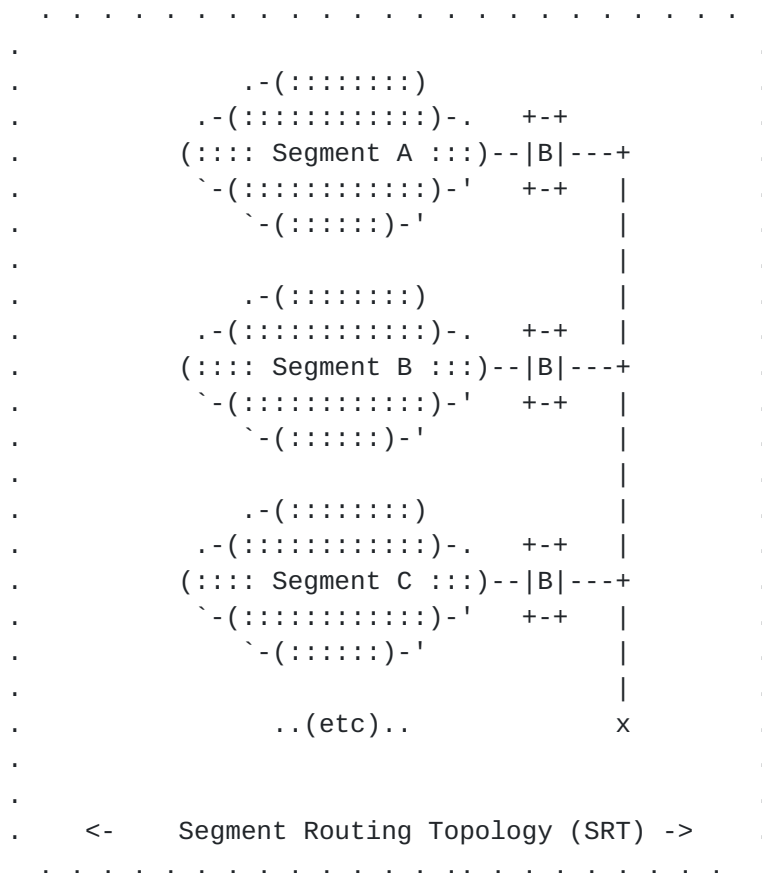 . . . . . . . . . . . . . . . . . . . . . . .
.                                               .
.               .-(::::::::)                    .
.            .-(::::::::::::)-.   +-+           .
.           (:::: Segment A :::)--|B|---+       .
.            `-(::::::::::::)-'   +-+   |       .
.               `-(::::::)-'            |       .
.                                       |       .
.               .-(::::::::)            |       .
.            .-(::::::::::::)-.   +-+   |       .
.           (:::: Segment B :::)--|B|---+       .
.            `-(::::::::::::)-'   +-+   |       .
.               `-(::::::)-'            |       .
.                                       |       .
.               .-(::::::::)            |       .
.            .-(::::::::::::)-.   +-+   |       .
.           (:::: Segment C :::)--|B|---+       .
.            `-(::::::::::::)-'   +-+   |       .
.               `-(::::::)-'            |       .
.                                       |       .
.                 ..(etc)..             x       .
.                                               .
.                                               .
.     <-    Segment Routing Topology (SRT) ->   .
. . . . . . . . . . . . . .. . . . . . . . .